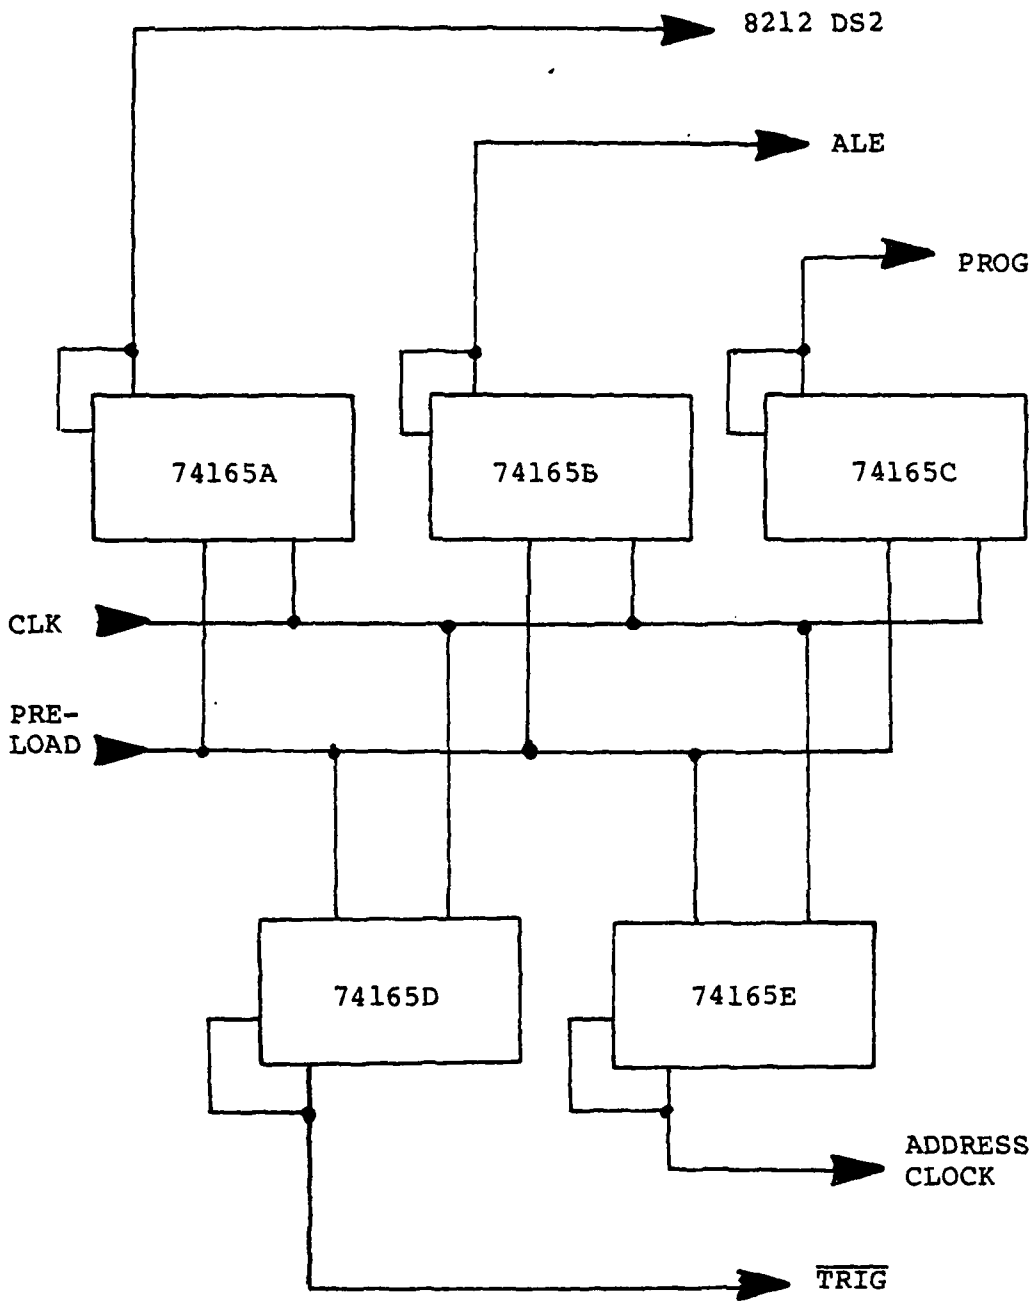 8212 DS2
ALE
PROG
74165A
74165B
74165C
CLK
PRE-
LOAD
74165D
74165E
ADDRESS
CLOCK
TRIG